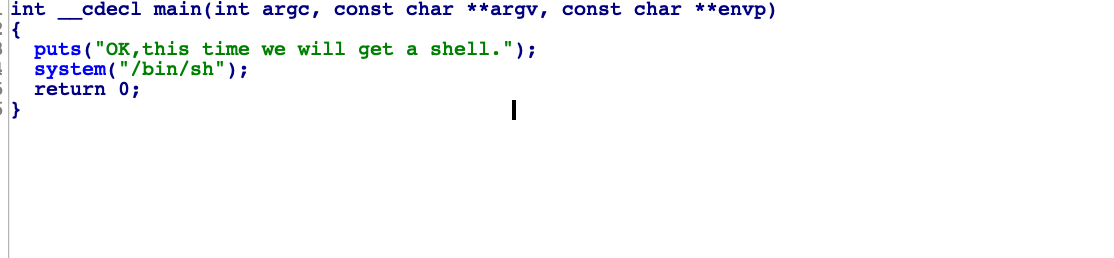 int __cdecl main(int argc, const char **argv, const char **envp)
{
  puts("OK,this time we will get a shell.");
  system("/bin/sh");
  return 0;
}